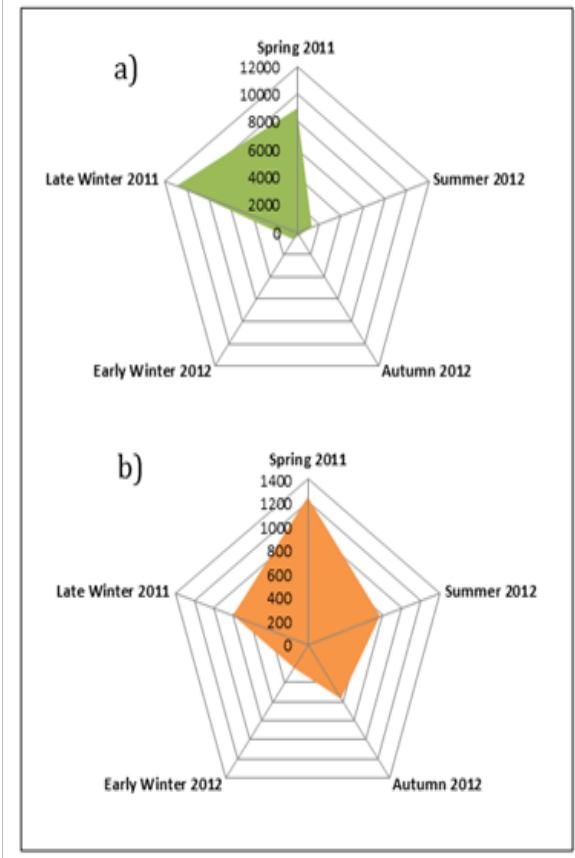 a)
Spring 2011
12000
10000
8000
6000
Late Winter 2011
4000
Summer 2012
2000
0
Early Winter 2012
Autumn 2012
b)
Spring 2011
1400
1200
1000
800
600
Late Winter 2011
400
Summer 2012
200
0
Early Winter 2012
Autumn 2012